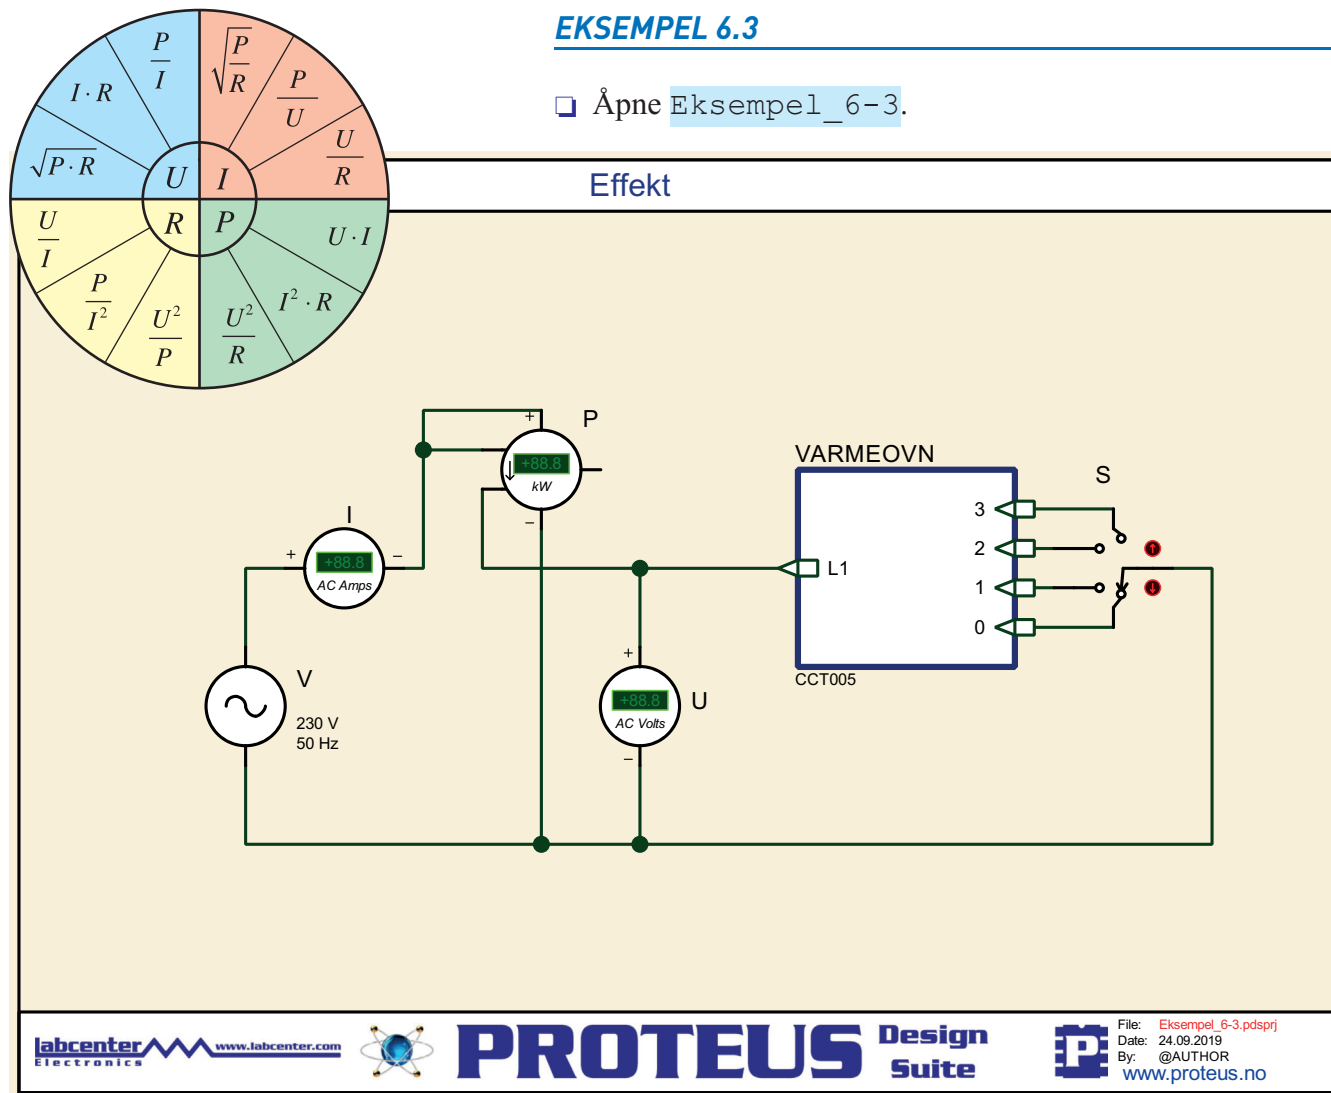 EKSEMPEL 6.3
Åpne Eksempel_6-3.
Effekt
P/I
√(P/R)
I · R
P/U
√(P · R)
U/R
U
I
R
P
U/I
U · I
P/I²
I² · R
U²/P
U²/R
+
P
+88.8
kW
−
I
+
−
+88.8
AC Amps
V
230 V
50 Hz
+
+88.8
AC Volts
−
U
VARMEOVN
L1
3
2
1
0
CCT005
S
labcenter
Electronics
www.labcenter.com
PROTEUS
Design
Suite
P
File: Eksempel_6-3.pdsprj
Date: 24.09.2019
By: @AUTHOR
www.proteus.no